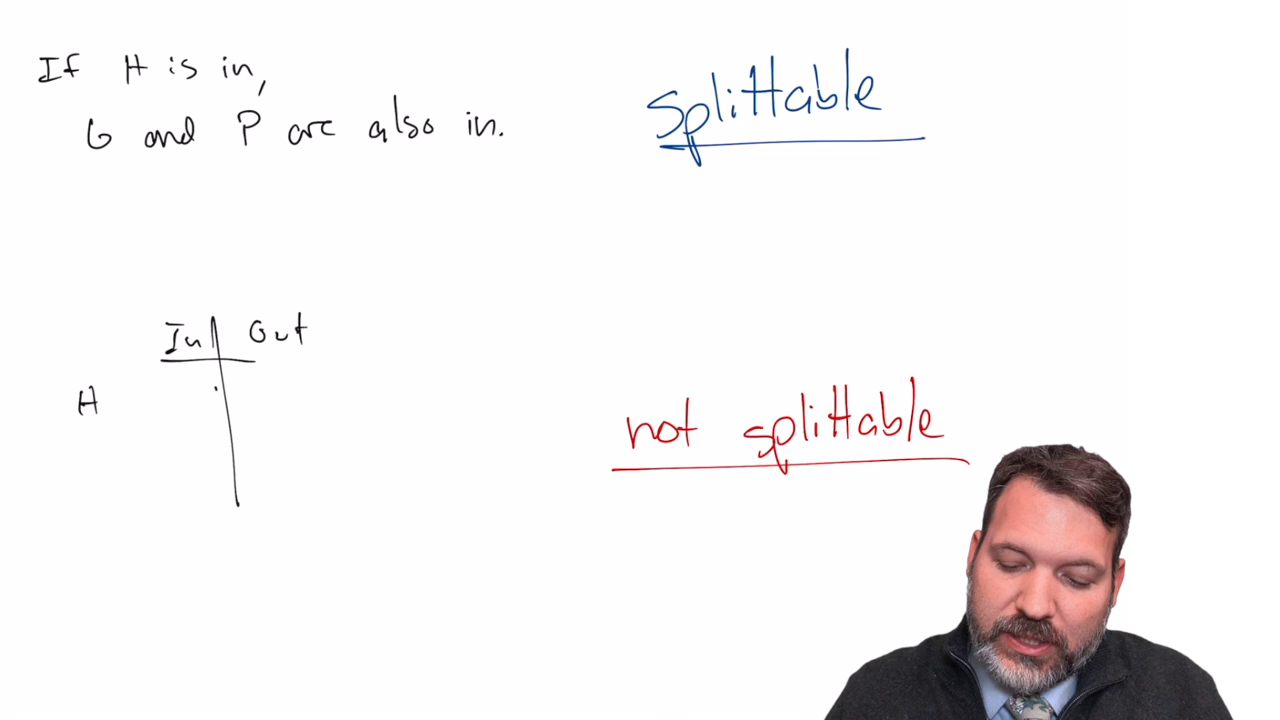 If H is in,
G and P are also in.
Splittable
In Out
H
not splittable